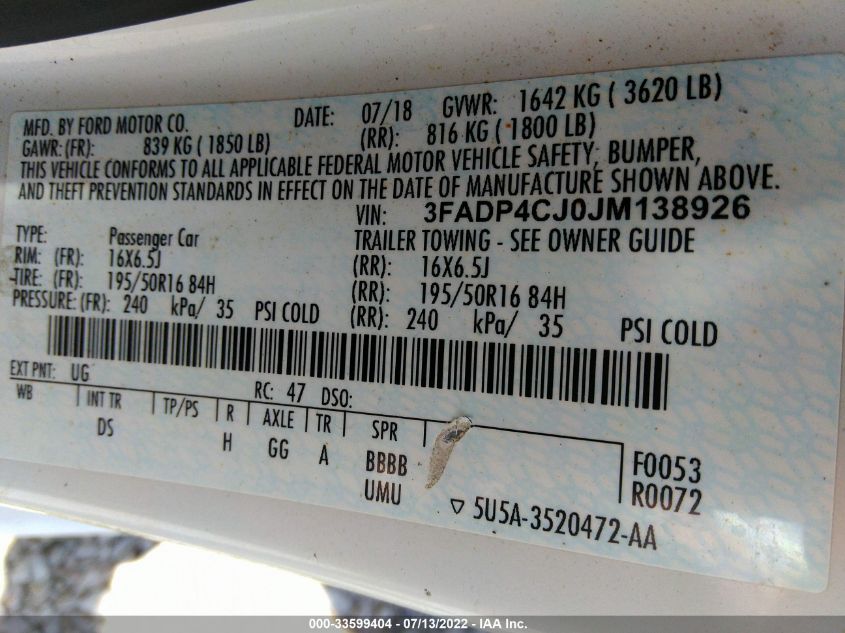 MFD. BY FORD MOTOR CO. DATE: 07/18 GVWR: 1642 KG ( 3620 LB)
GAWR: (FR): 839 KG ( 1850 LB) (RR): 816 KG ( 1800 LB)
THIS VEHICLE CONFORMS TO ALL APPLICABLE FEDERAL MOTOR VEHICLE SAFETY, BUMPER,
AND THEFT PREVENTION STANDARDS IN EFFECT ON THE DATE OF MANUFACTURE SHOWN ABOVE.
VIN: 3FADP4CJ0JM138926
TYPE: Passenger Car TRAILER TOWING - SEE OWNER GUIDE
RIM: (FR): 16X6.5J (RR): 16X6.5J
TIRE: (FR): 195/50R16 84H (RR): 195/50R16 84H
PRESSURE: (FR): 240 kPa/ 35 PSI COLD (RR): 240 kPa/ 35 PSI COLD
EXT PNT: UG RC: 47 DSO:
WB INT TR TP/PS R AXLE TR SPR
DS H GG A BBBB F0053
UMU R0072
▽ 5U5A-3520472-AA
000-33599404 - 07/13/2022 - IAA Inc.